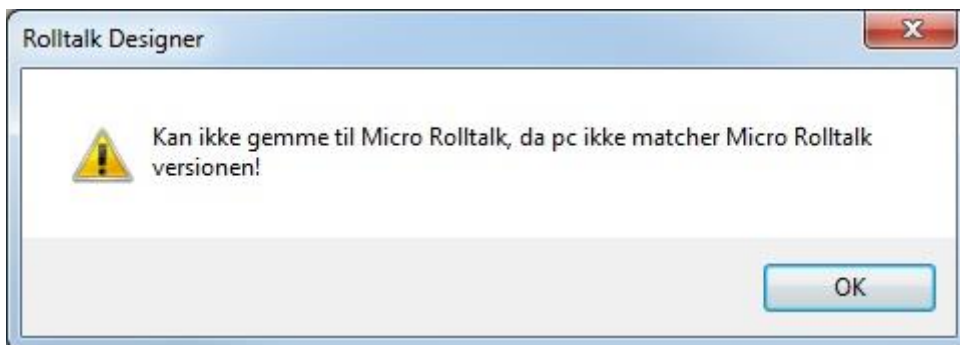 Rolltalk Designer
Kan ikke gemme til Micro Rolltalk, da pc ikke matcher Micro Rolltalk
versionen!
OK